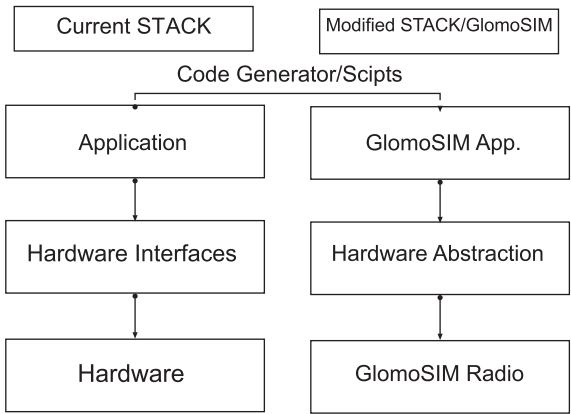 Current STACK
Modified STACK/GlomoSIM
Code Generator/Scipts
Application
GlomoSIM App.
Hardware Interfaces
Hardware Abstraction
Hardware
GlomoSIM Radio